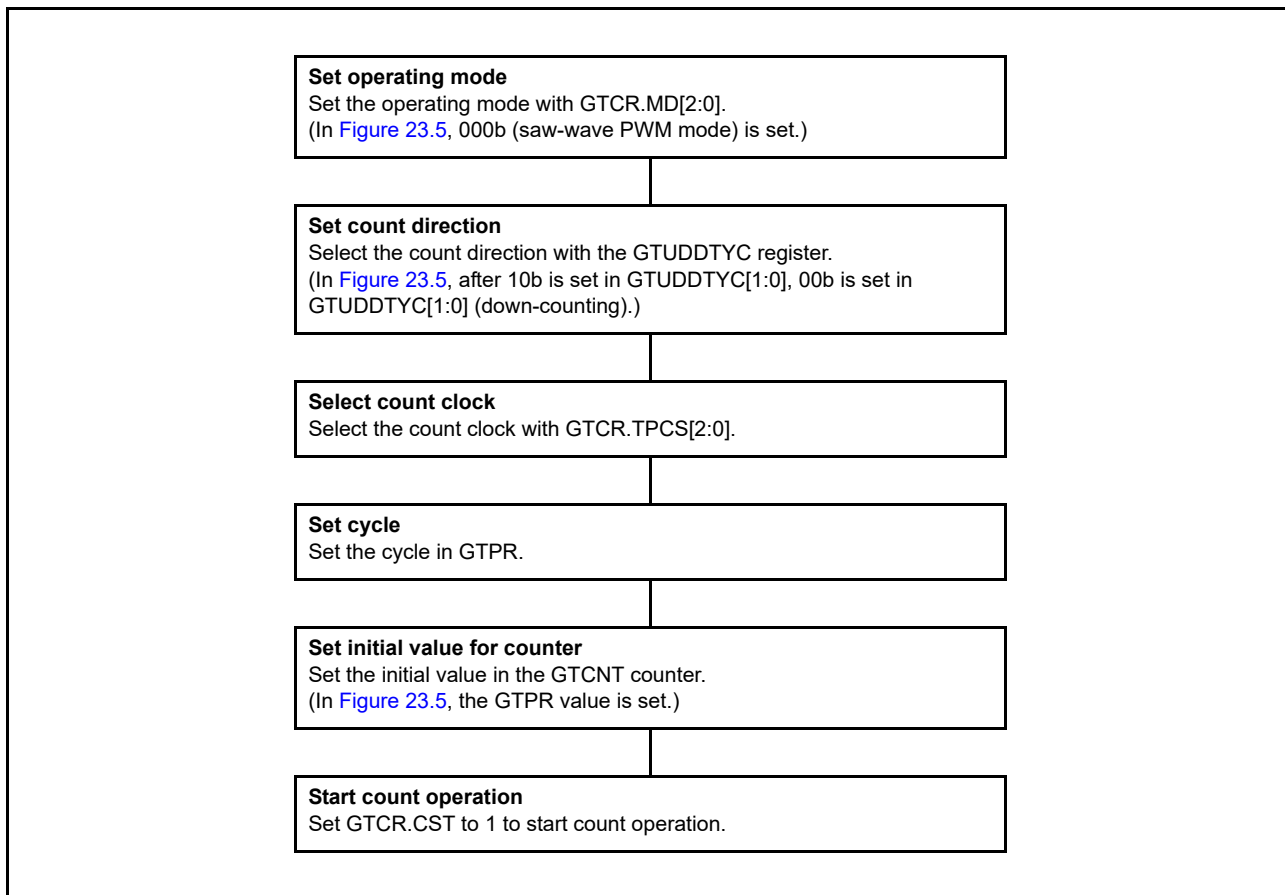 Set operating mode
Set the operating mode with GTCR.MD[2:0].
(In Figure 23.5, 000b (saw-wave PWM mode) is set.)
Set count direction
Select the count direction with the GTUDDTYC register.
(In Figure 23.5, after 10b is set in GTUDDTYC[1:0], 00b is set in
GTUDDTYC[1:0] (down-counting).)
Select count clock
Select the count clock with GTCR.TPCS[2:0].
Set cycle
Set the cycle in GTPR.
Set initial value for counter
Set the initial value in the GTCNT counter.
(In Figure 23.5, the GTPR value is set.)
Start count operation
Set GTCR.CST to 1 to start count operation.